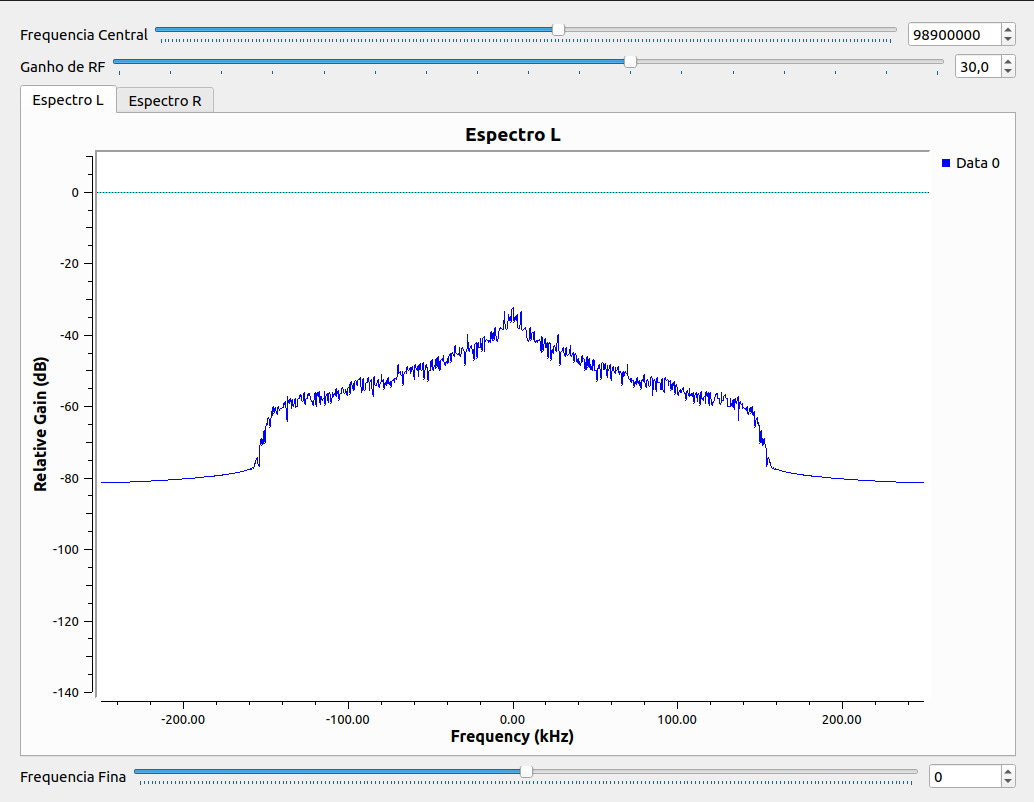 Frequencia Central 98900000
Ganho de RF 30,0
Espectro L Espectro R
Espectro L
Data 0
0
-20
-40
-60
-80
-100
-120
-140
Relative Gain (dB)
-200.00 -100.00 0.00 100.00 200.00
Frequency (kHz)
Frequencia Fina 0